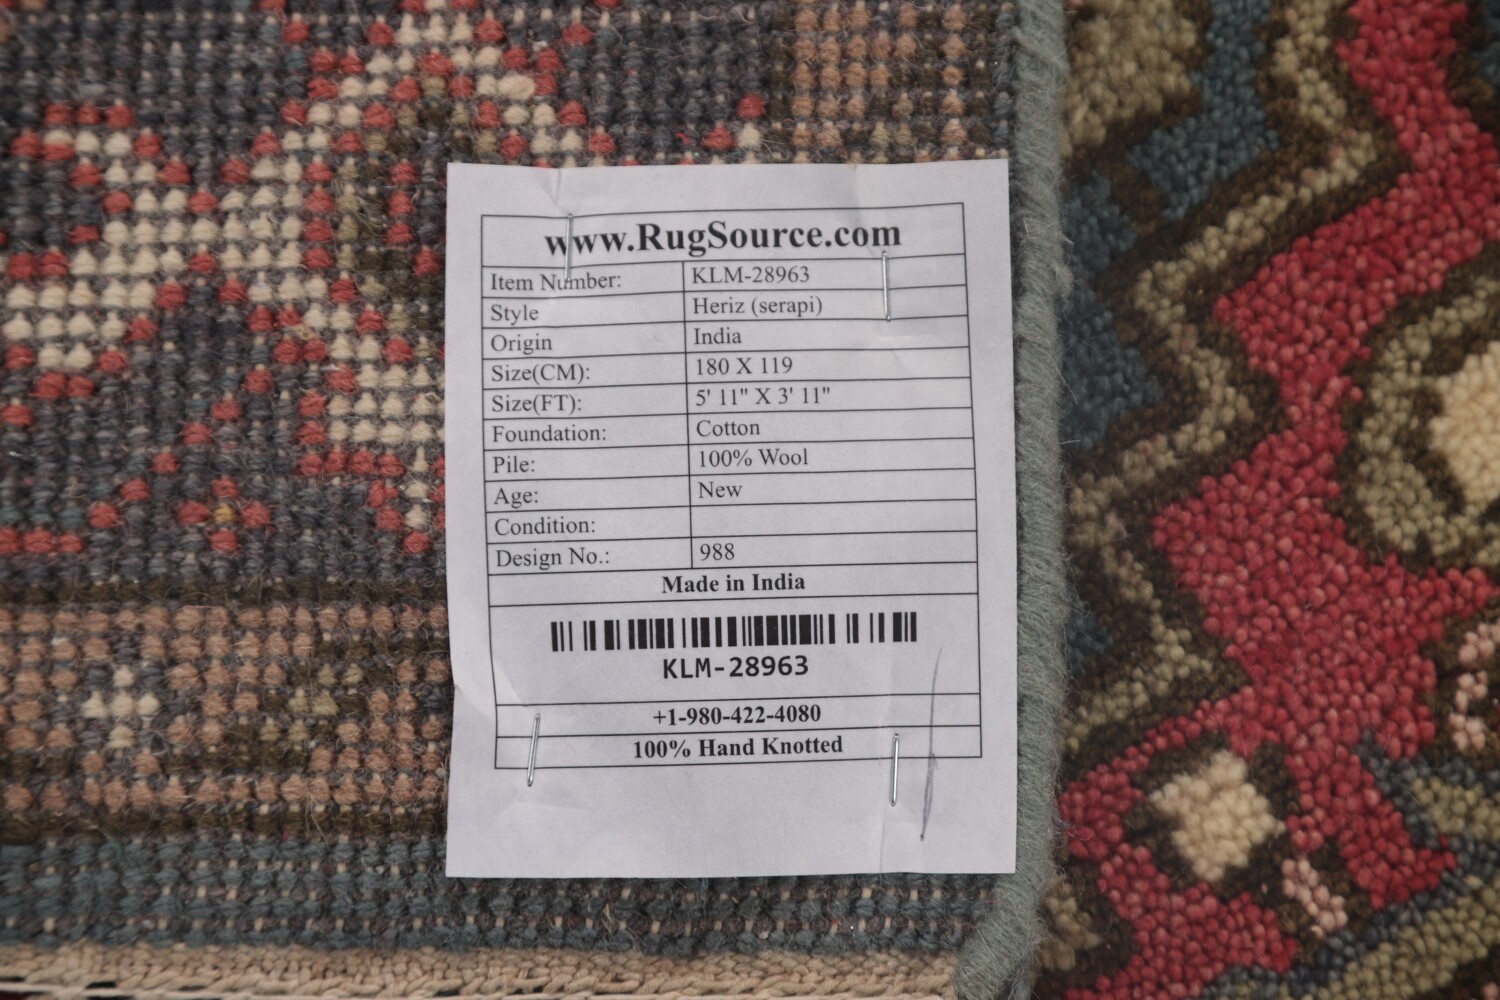 www.RugSource.com
Item Number: KLM-28963
Style Heriz (serapi)
Origin India
Size(CM): 180 X 119
Size(FT): 5' 11" X 3' 11"
Foundation: Cotton
Pile: 100% Wool
Age: New
Condition:
Design No.: 988
Made in India
KLM-28963
+1-980-422-4080
100% Hand Knotted